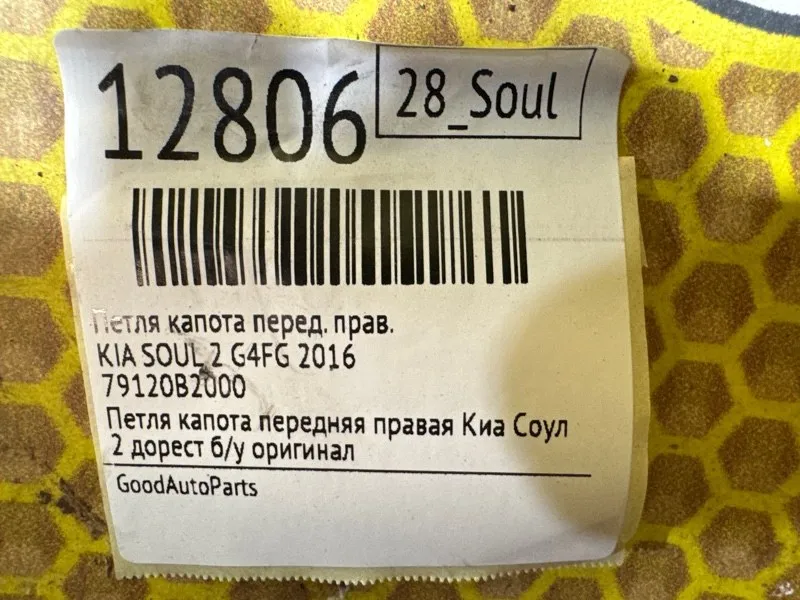 12806
28_Soul
Петля капота перед. прав.
KIA SOUL 2 G4FG 2016
79120B2000
Петля капота передняя правая Киа Соул
2 дорест б/у оригинал
GoodAutoParts